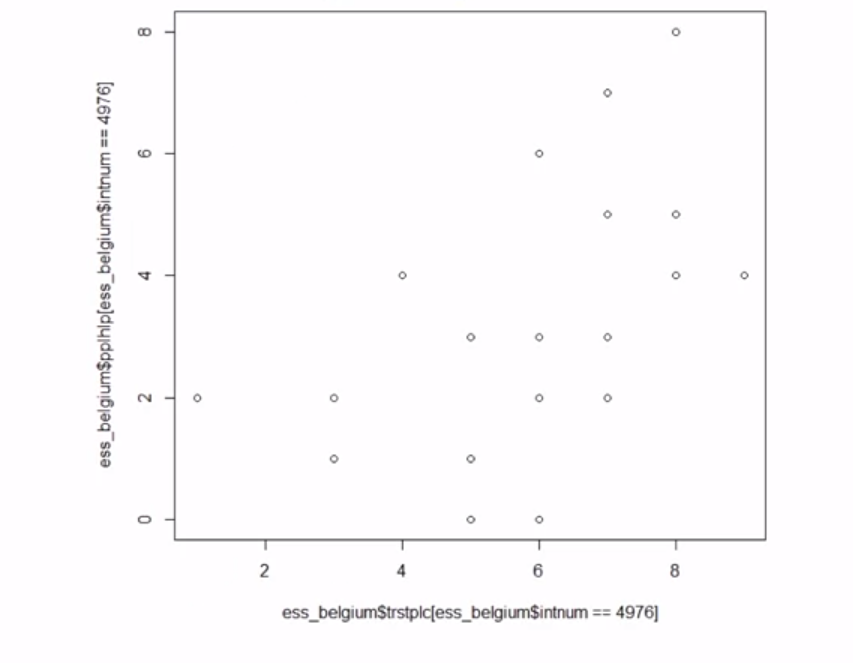 8
6
4
2
0
ess_belgium$pplhlp[ess_belgium$intnum == 4976]
2 4 6 8
ess_belgium$trstplc[ess_belgium$intnum == 4976]